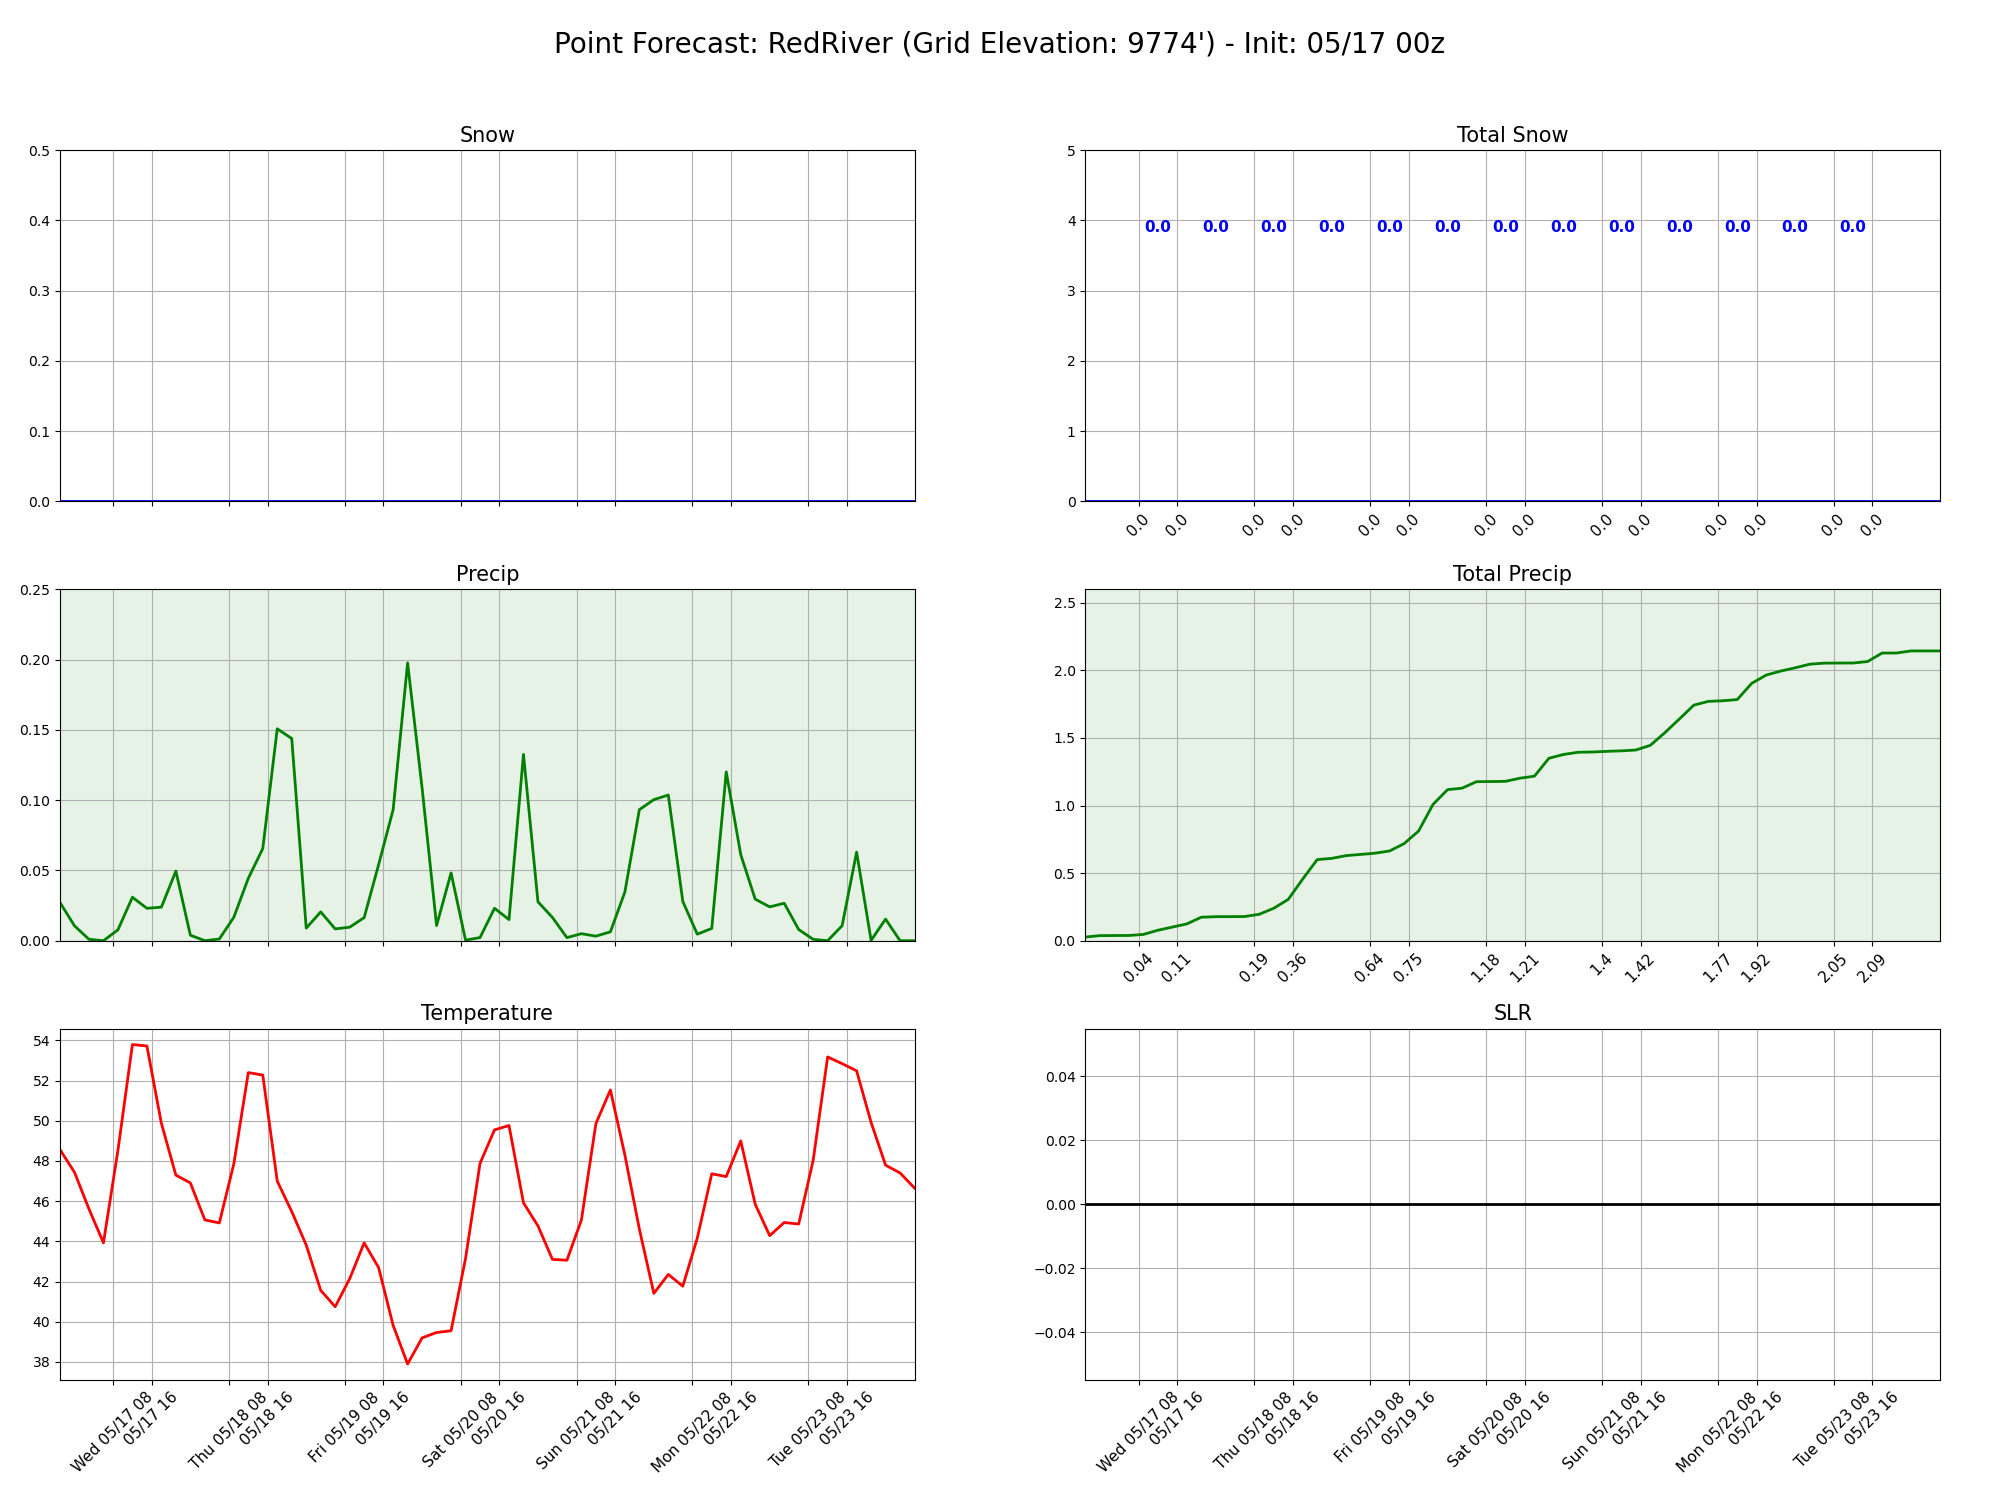 Point Forecast: RedRiver (Grid Elevation: 9774') - Init: 05/17 00z
Snow
0.5
0.4
0.3
0.2
0.1
0.0
Total Snow
5
4
3
2
1
0
0.0 0.0 0.0 0.0 0.0 0.0 0.0 0.0 0.0 0.0 0.0 0.0 0.0
0.0 0.0 0.0 0.0 0.0 0.0 0.0 0.0 0.0 0.0 0.0 0.0 0.0 0.0
Precip
0.25
0.20
0.15
0.10
0.05
0.00
Total Precip
2.5
2.0
1.5
1.0
0.5
0.0
0.04 0.11 0.19 0.36 0.64 0.75 1.18 1.21 1.4 1.42 1.77 1.92 2.05 2.09
Temperature
54
52
50
48
46
44
42
40
38
Wed 05/17 08
05/17 16
Thu 05/18 08
05/18 16
Fri 05/19 08
05/19 16
Sat 05/20 08
05/20 16
Sun 05/21 08
05/21 16
Mon 05/22 08
05/22 16
Tue 05/23 08
05/23 16
SLR
0.04
0.02
0.00
−0.02
−0.04
Wed 05/17 08
05/17 16
Thu 05/18 08
05/18 16
Fri 05/19 08
05/19 16
Sat 05/20 08
05/20 16
Sun 05/21 08
05/21 16
Mon 05/22 08
05/22 16
Tue 05/23 08
05/23 16